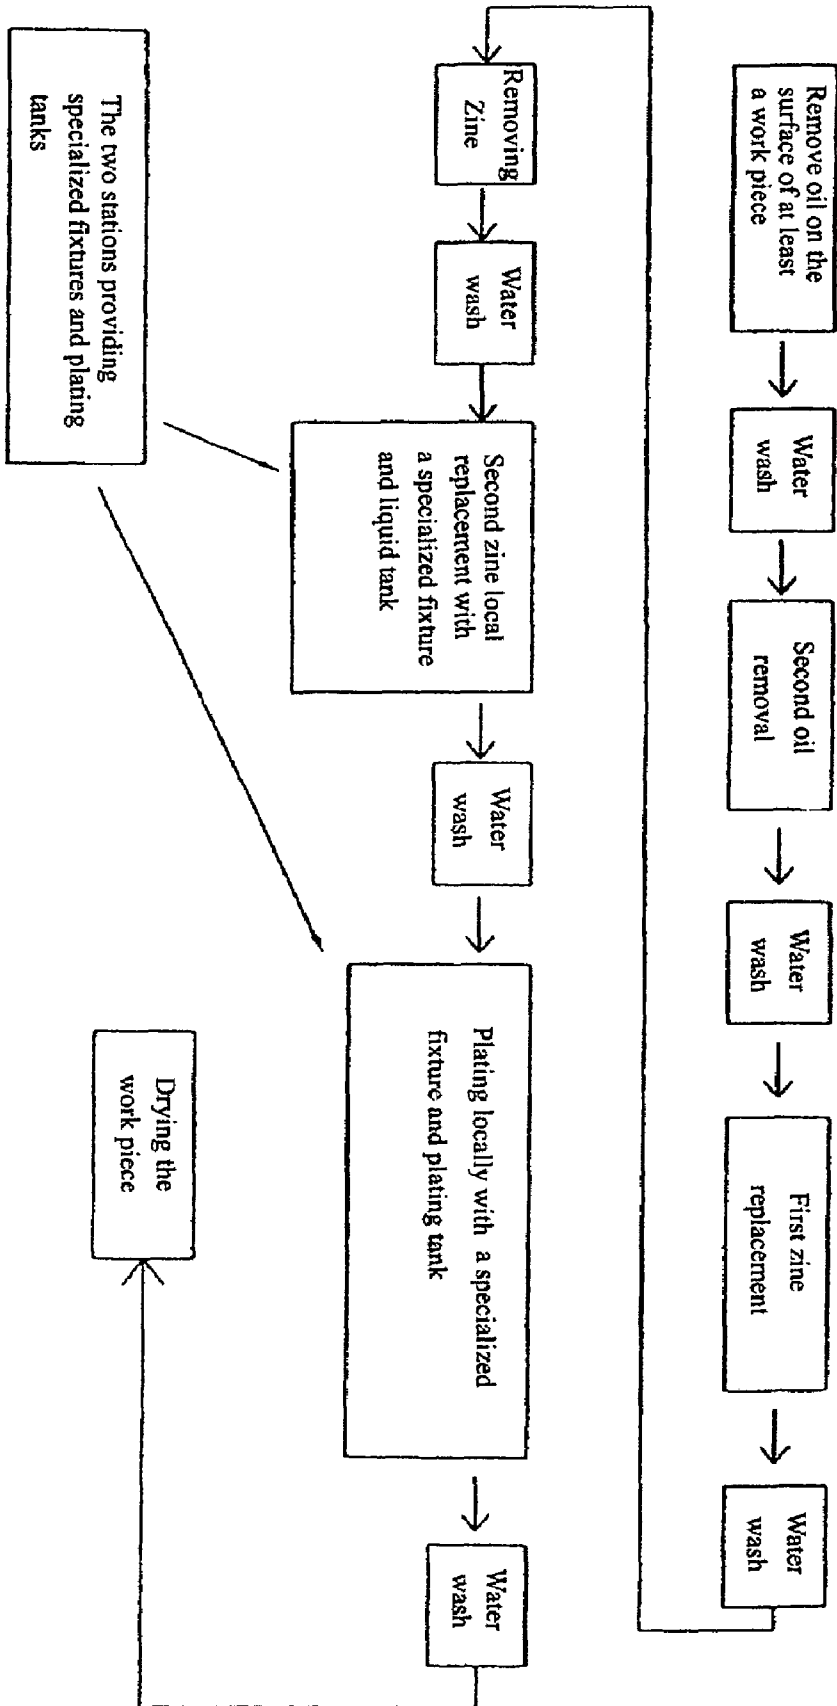 Remove oil on the
surface of at least
a work piece
Water
wash
Second oil
removal
Water
wash
First zine
replacement
Water
wash
Removing
Zine
Water
wash
Second zine local
replacement with
a specialized fixture
and liquid tank
Water
wash
Plating locally with a specialized
fixture and plating tank
Water
wash
The two stations providing
specialized fixtures and plating
tanks
Drying the
work piece